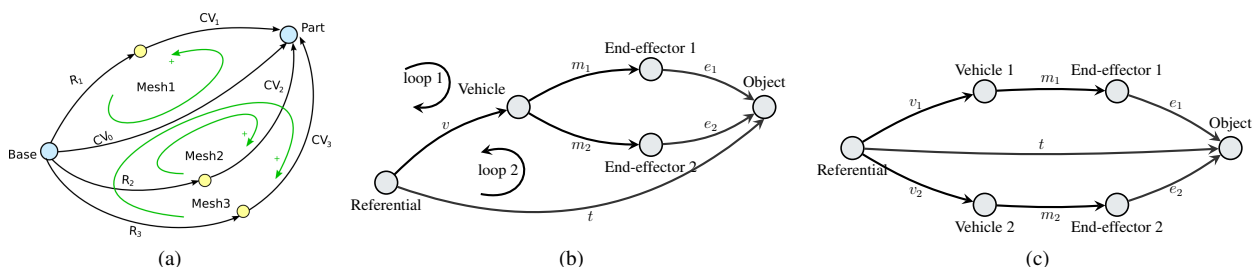 CV1
Part
R1
+
Mesh1
CV0
CV2
Base
+
Mesh2
CV3
+
R2
Mesh3
R3
(a)
End-effector 1
m1
e1
loop 1
Vehicle
Object
v
e2
m2
loop 2
End-effector 2
Referential
t
(b)
Vehicle 1
m1
End-effector 1
v1
e1
Object
t
Referential
v2
e2
Vehicle 2
m2
End-effector 2
(c)